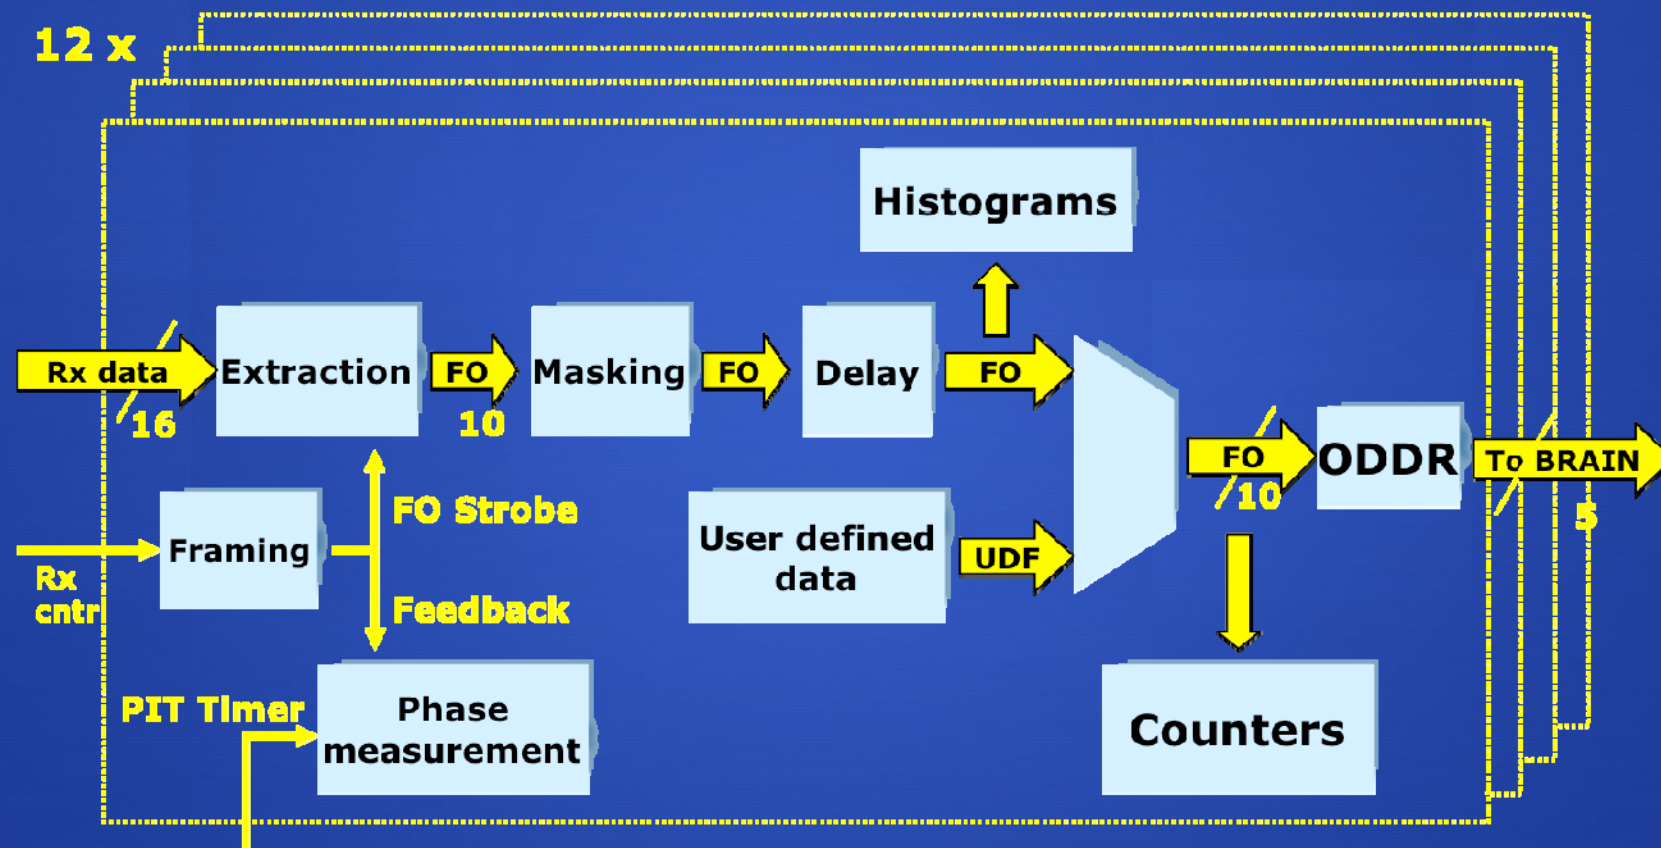 12 x
Histograms
Rx data
16
Extraction
FO
10
Masking
FO
Delay
FO
FO
10
ODDR
To BRAIN
5
Rx
cntrl
Framing
FO Strobe
Feedback
User defined
data
UDF
PIT Timer
Phase
measurement
Counters